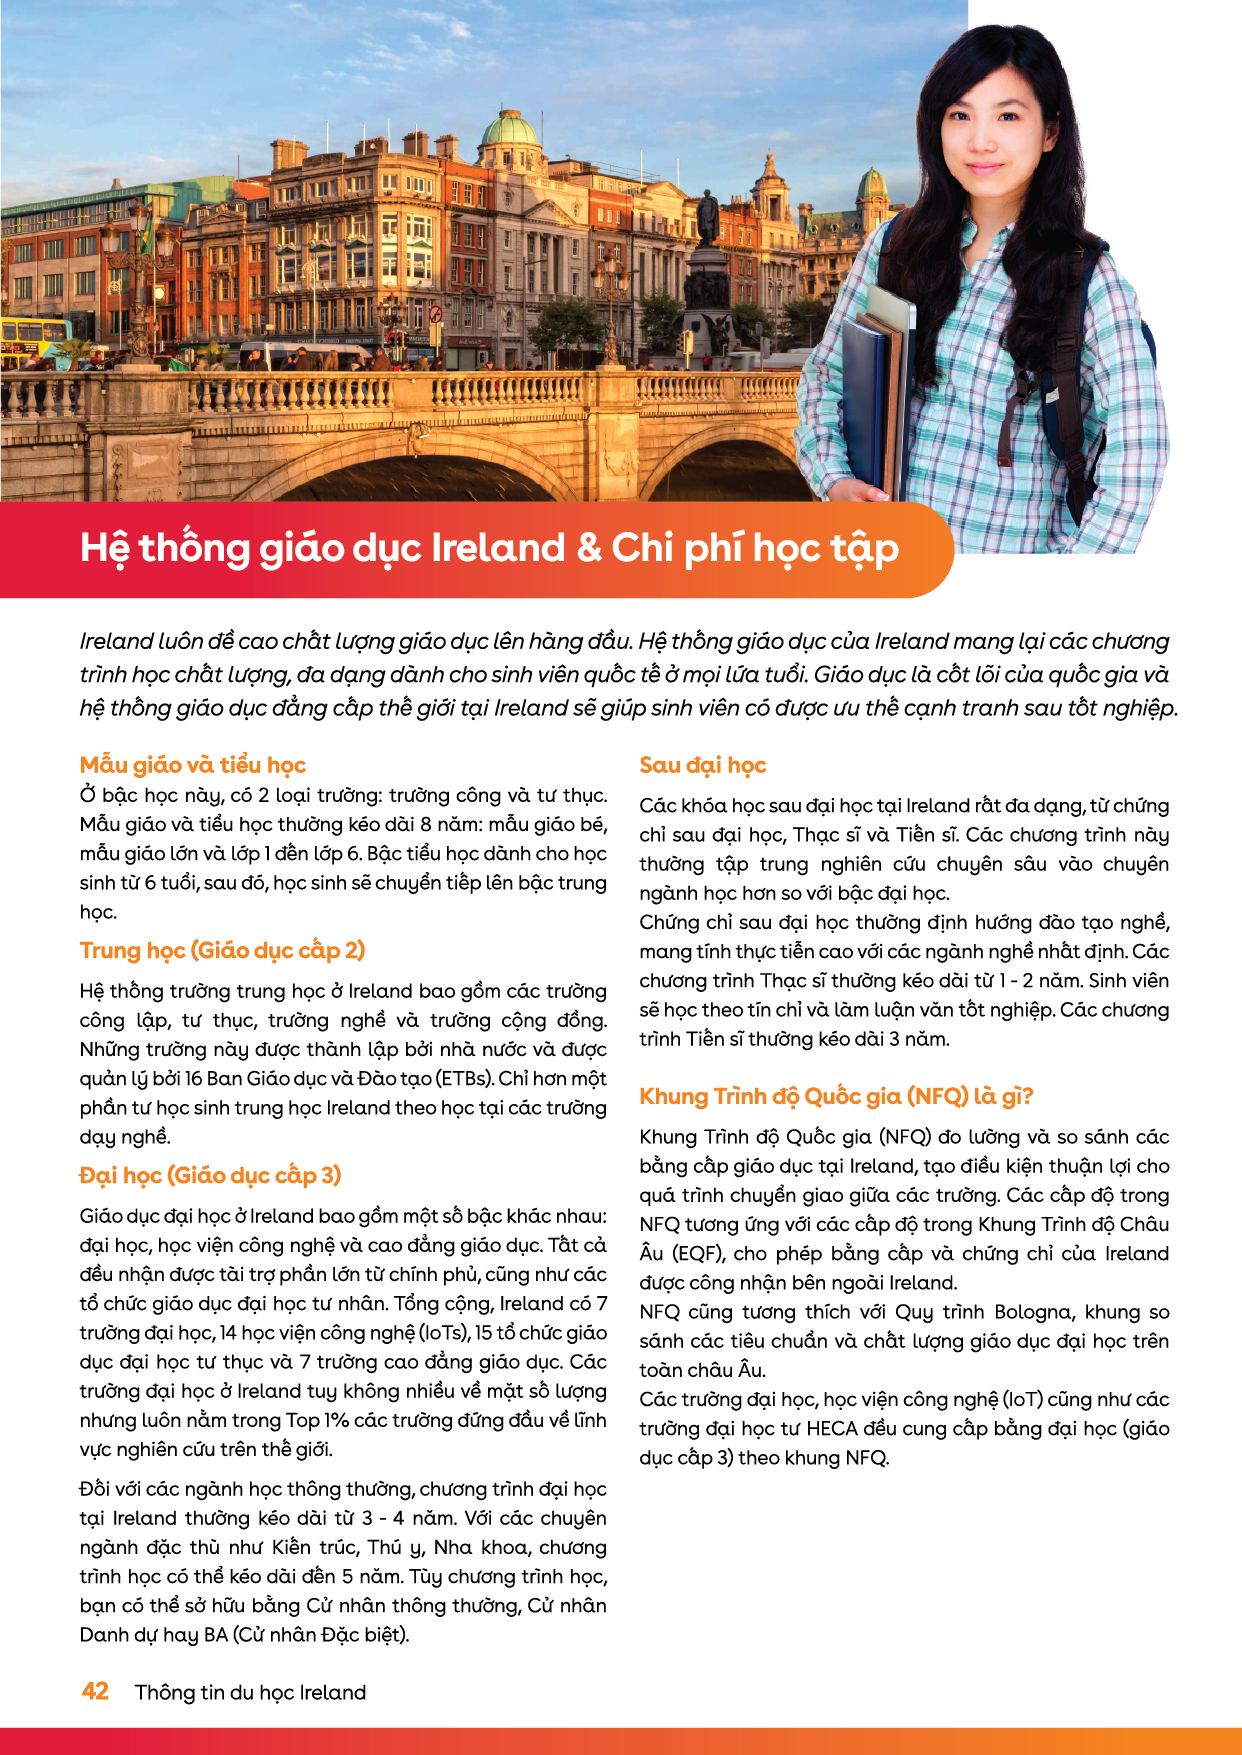 Hệ thống giáo dục Ireland & Chi phí học tập
Ireland luôn đề cao chất lượng giáo dục lên hàng đầu. Hệ thống giáo dục của Ireland mang lại các chương
trình học chất lượng, đa dạng dành cho sinh viên quốc tế ở mọi lứa tuổi. Giáo dục là cốt lõi của quốc gia và
hệ thống giáo dục đẳng cấp thế giới tại Ireland sẽ giúp sinh viên có được ưu thế cạnh tranh sau tốt nghiệp.
Mẫu giáo và tiểu học
Ở bậc học này, có 2 loại trường: trường công và tư thục.
Mẫu giáo và tiểu học thường kéo dài 8 năm: mẫu giáo bé,
mẫu giáo lớn và lớp 1 đến lớp 6. Bậc tiểu học dành cho học
sinh từ 6 tuổi, sau đó, học sinh sẽ chuyển tiếp lên bậc trung
học.
Trung học (Giáo dục cấp 2)
Hệ thống trường trung học ở Ireland bao gồm các trường
công lập, tư thục, trường nghề và trường cộng đồng.
Những trường này được thành lập bởi nhà nước và được
quản lý bởi 16 Ban Giáo dục và Đào tạo (ETBs). Chỉ hơn một
phần tư học sinh trung học Ireland theo học tại các trường
dạy nghề.
Đại học (Giáo dục cấp 3)
Giáo dục đại học ở Ireland bao gồm một số bậc khác nhau:
đại học, học viện công nghệ và cao đẳng giáo dục. Tất cả
đều nhận được tài trợ phần lớn từ chính phủ, cũng như các
tổ chức giáo dục đại học tư nhân. Tổng cộng, Ireland có 7
trường đại học, 14 học viện công nghệ (IoTs), 15 tổ chức giáo
dục đại học tư thục và 7 trường cao đẳng giáo dục. Các
trường đại học ở Ireland tuy không nhiều về mặt số lượng
nhưng luôn nằm trong Top 1% các trường đứng đầu về lĩnh
vực nghiên cứu trên thế giới.
Đối với các ngành học thông thường, chương trình đại học
tại Ireland thường kéo dài từ 3 - 4 năm. Với các chuyên
ngành đặc thù như Kiến trúc, Thú y, Nha khoa, chương
trình học có thể kéo dài đến 5 năm. Tùy chương trình học,
bạn có thể sở hữu bằng Cử nhân thông thường, Cử nhân
Danh dự hay BA (Cử nhân Đặc biệt).
Sau đại học
Các khóa học sau đại học tại Ireland rất đa dạng, từ chứng
chỉ sau đại học, Thạc sĩ và Tiến sĩ. Các chương trình này
thường tập trung nghiên cứu chuyên sâu vào chuyên
ngành học hơn so với bậc đại học.
Chứng chỉ sau đại học thường định hướng đào tạo nghề,
mang tính thực tiễn cao với các ngành nghề nhất định. Các
chương trình Thạc sĩ thường kéo dài từ 1 - 2 năm. Sinh viên
sẽ học theo tín chỉ và làm luận văn tốt nghiệp. Các chương
trình Tiến sĩ thường kéo dài 3 năm.
Khung Trình độ Quốc gia (NFQ) là gì?
Khung Trình độ Quốc gia (NFQ) đo lường và so sánh các
bằng cấp giáo dục tại Ireland, tạo điều kiện thuận lợi cho
quá trình chuyển giao giữa các trường. Các cấp độ trong
NFQ tương ứng với các cấp độ trong Khung Trình độ Châu
Âu (EQF), cho phép bằng cấp và chứng chỉ của Ireland
được công nhận bên ngoài Ireland.
NFQ cũng tương thích với Quy trình Bologna, khung so
sánh các tiêu chuẩn và chất lượng giáo dục đại học trên
toàn châu Âu.
Các trường đại học, học viện công nghệ (IoT) cũng như các
trường đại học tư HECA đều cung cấp bằng đại học (giáo
dục cấp 3) theo khung NFQ.
42 Thông tin du học Ireland